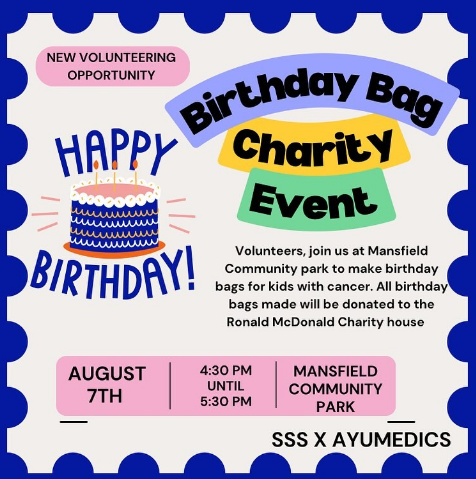 NEW VOLUNTEERING
OPPORTUNITY
Birthday Bag
Charity
Event
HAPPY
BIRTHDAY!
Volunteers, join us at Mansfield
Community park to make birthday
bags for kids with cancer. All birthday
bags made will be donated to the
Ronald McDonald Charity house
AUGUST
7TH
4:30 PM
UNTIL
5:30 PM
MANSFIELD
COMMUNITY
PARK
SSS X AYUMEDICS